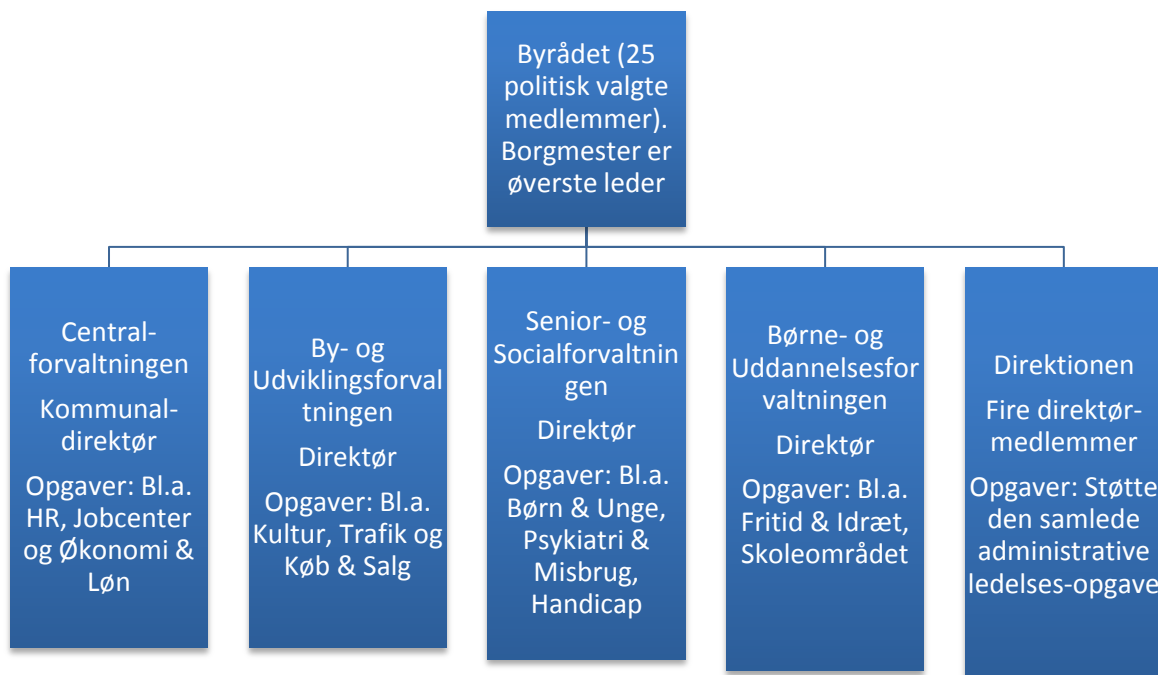 Byrådet (25
politisk valgte
medlemmer).
Borgmester er
øverste leder
Central-
forvaltningen
Kommunal-
direktør
Opgaver: Bl.a.
HR, Jobcenter
og Økonomi &
Løn
By- og
Udviklingsforval
tningen
Direktør
Opgaver: Bl.a.
Kultur, Trafik og
Køb & Salg
Senior- og
Socialforvaltnin
gen
Direktør
Opgaver: Bl.a.
Børn & Unge,
Psykiatri &
Misbrug,
Handicap
Børne- og
Uddannelsesfor
valtningen
Direktør
Opgaver: Bl.a.
Fritid & Idræt,
Skoleområdet
Direktionen
Fire direktør-
medlemmer
Opgaver: Støtte
den samlede
administrative
ledelses-opgave